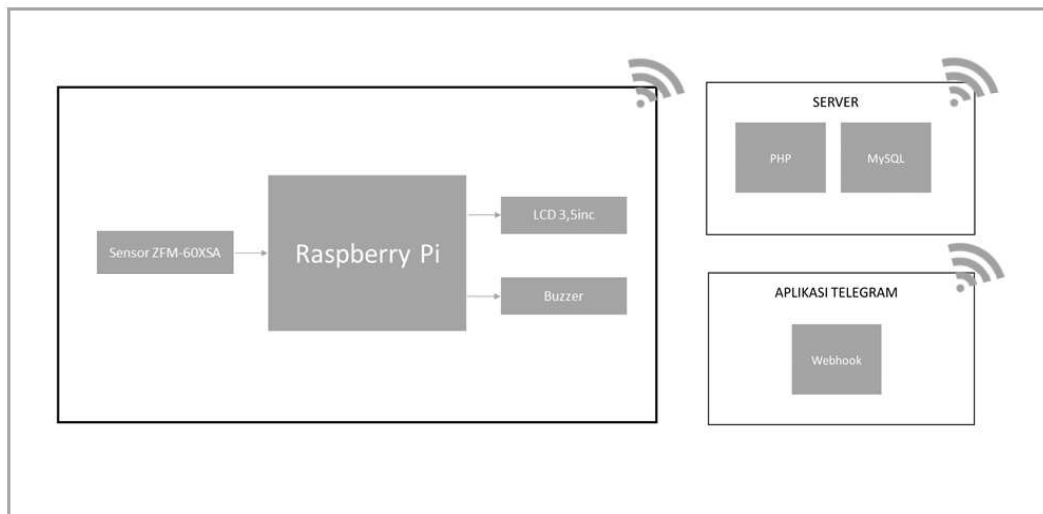 Sensor ZFM-60XSA
Raspberry Pi
LCD 3,5inc
Buzzer
SERVER
PHP
MySQL
APLIKASI TELEGRAM
Webhook